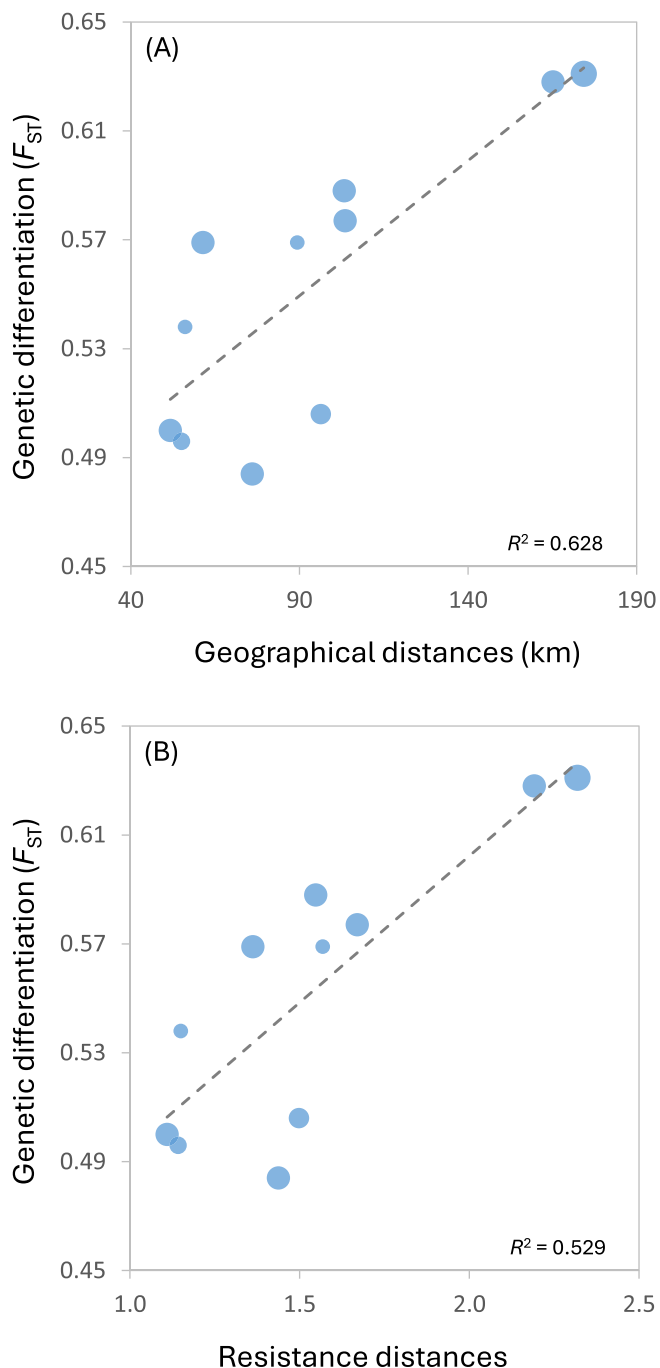 (A)
Genetic differentiation (FST)
0.65
0.61
0.57
0.53
0.49
0.45
R² = 0.628
40 90 140 190
Geographical distances (km)
(B)
Genetic differentiation (FST)
0.65
0.61
0.57
0.53
0.49
0.45
R² = 0.529
1.0 1.5 2.0 2.5
Resistance distances